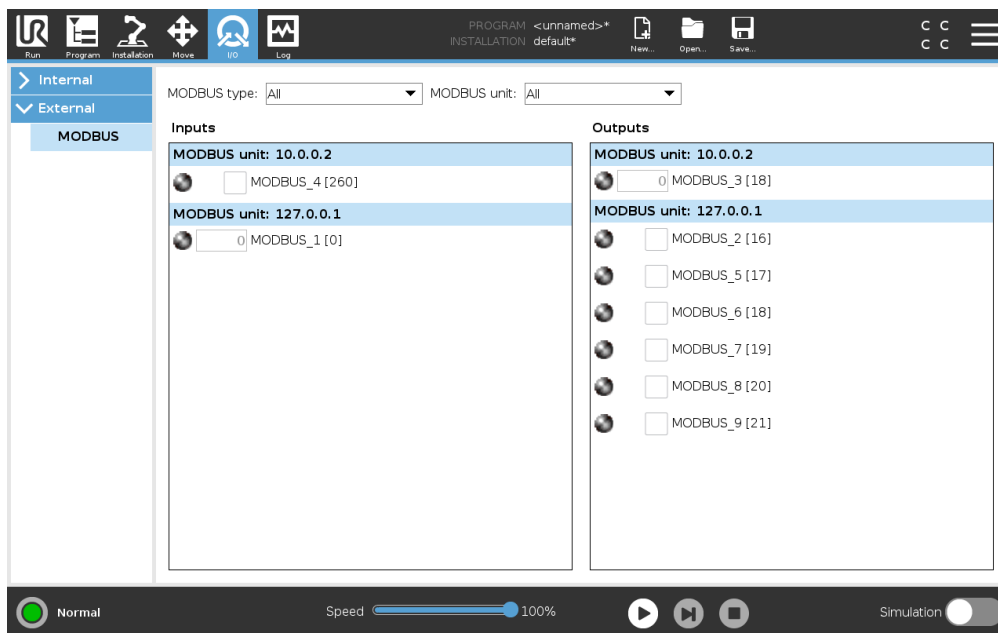 UR
PROGRAM <unnamed>*
INSTALLATION default*
Run Program Installation Move I/O Log New... Open... Save...
C C
C C
Internal
External
MODBUS
MODBUS type: All MODBUS unit: All
Inputs
MODBUS unit: 10.0.0.2
MODBUS_4 [260]
MODBUS unit: 127.0.0.1
0 MODBUS_1 [0]
Outputs
MODBUS unit: 10.0.0.2
0 MODBUS_3 [18]
MODBUS unit: 127.0.0.1
MODBUS_2 [16]
MODBUS_5 [17]
MODBUS_6 [18]
MODBUS_7 [19]
MODBUS_8 [20]
MODBUS_9 [21]
Normal Speed 100% Simulation